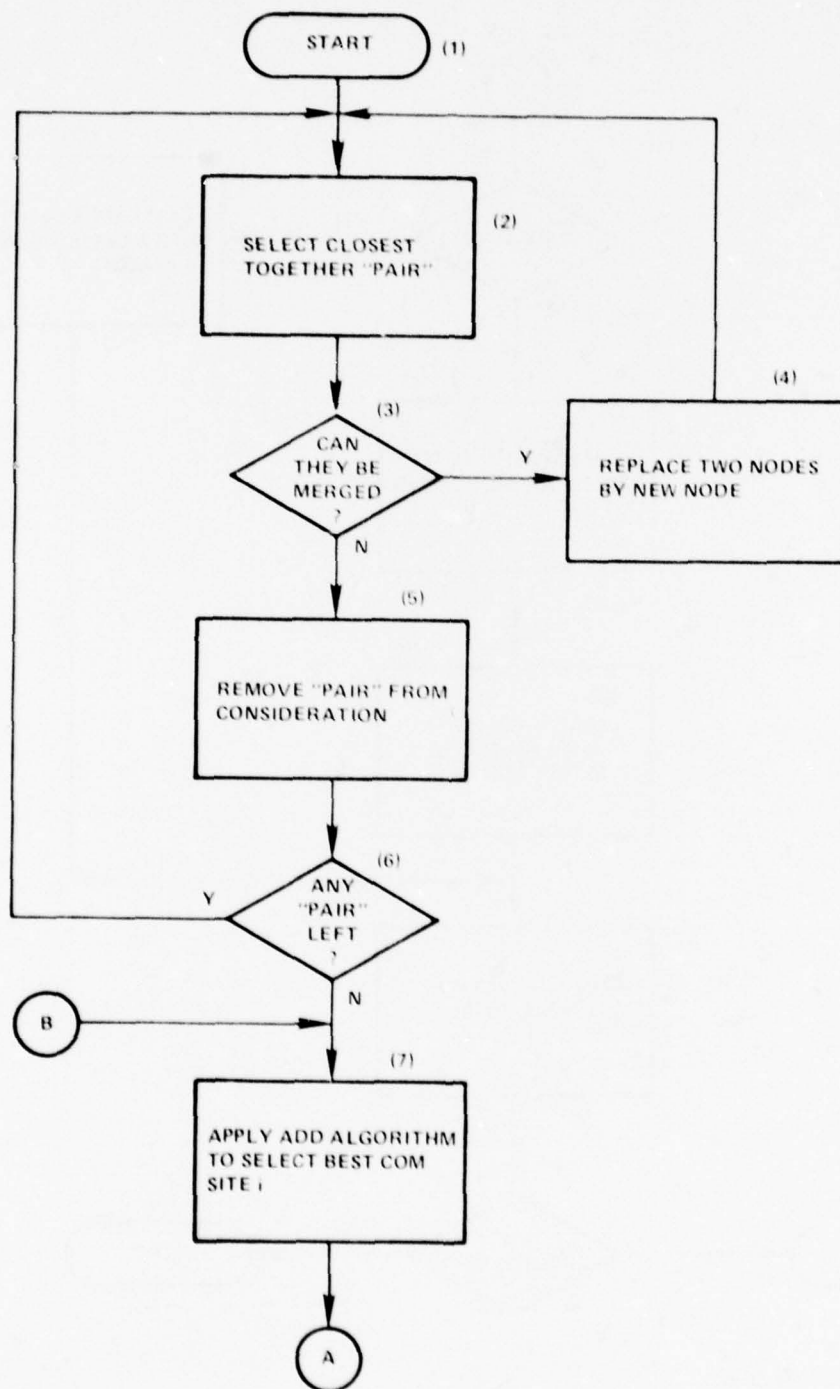 START
(1)
(2)
SELECT CLOSEST
TOGETHER "PAIR"
(3)
CAN
THEY BE
MERGED
?
Y
N
(4)
REPLACE TWO NODES
BY NEW NODE
(5)
REMOVE "PAIR" FROM
CONSIDERATION
(6)
ANY
"PAIR"
LEFT
?
Y
N
B
(7)
APPLY ADD ALGORITHM
TO SELECT BEST COM
SITE i
A